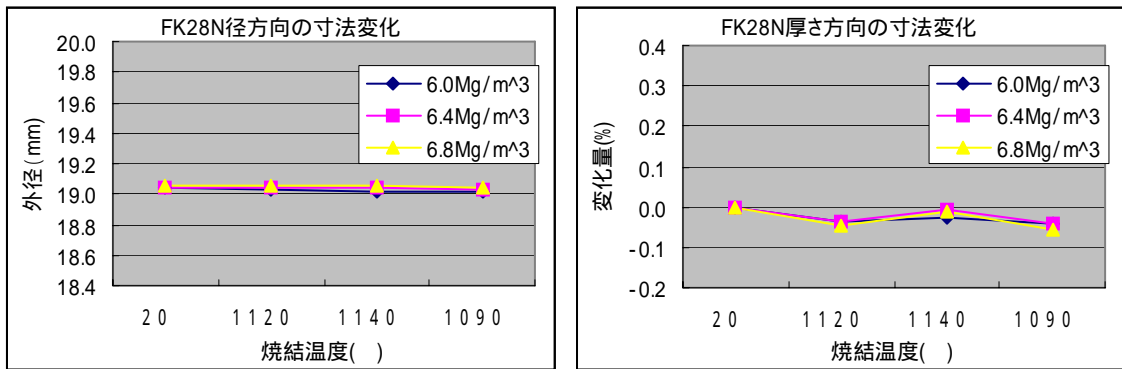 FK28N径方向の寸法変化
20.0
19.8
19.6
19.4
19.2
19.0
18.8
18.6
18.4
外径(mm)
6.0Mg/m^3
6.4Mg/m^3
6.8Mg/m^3
20 1120 1140 1090
焼結温度( )
FK28N厚さ方向の寸法変化
0.4
0.3
0.2
0.1
0.0
-0.1
-0.2
変化量(%)
6.0Mg/m^3
6.4Mg/m^3
6.8Mg/m^3
20 1120 1140 1090
焼結温度( )